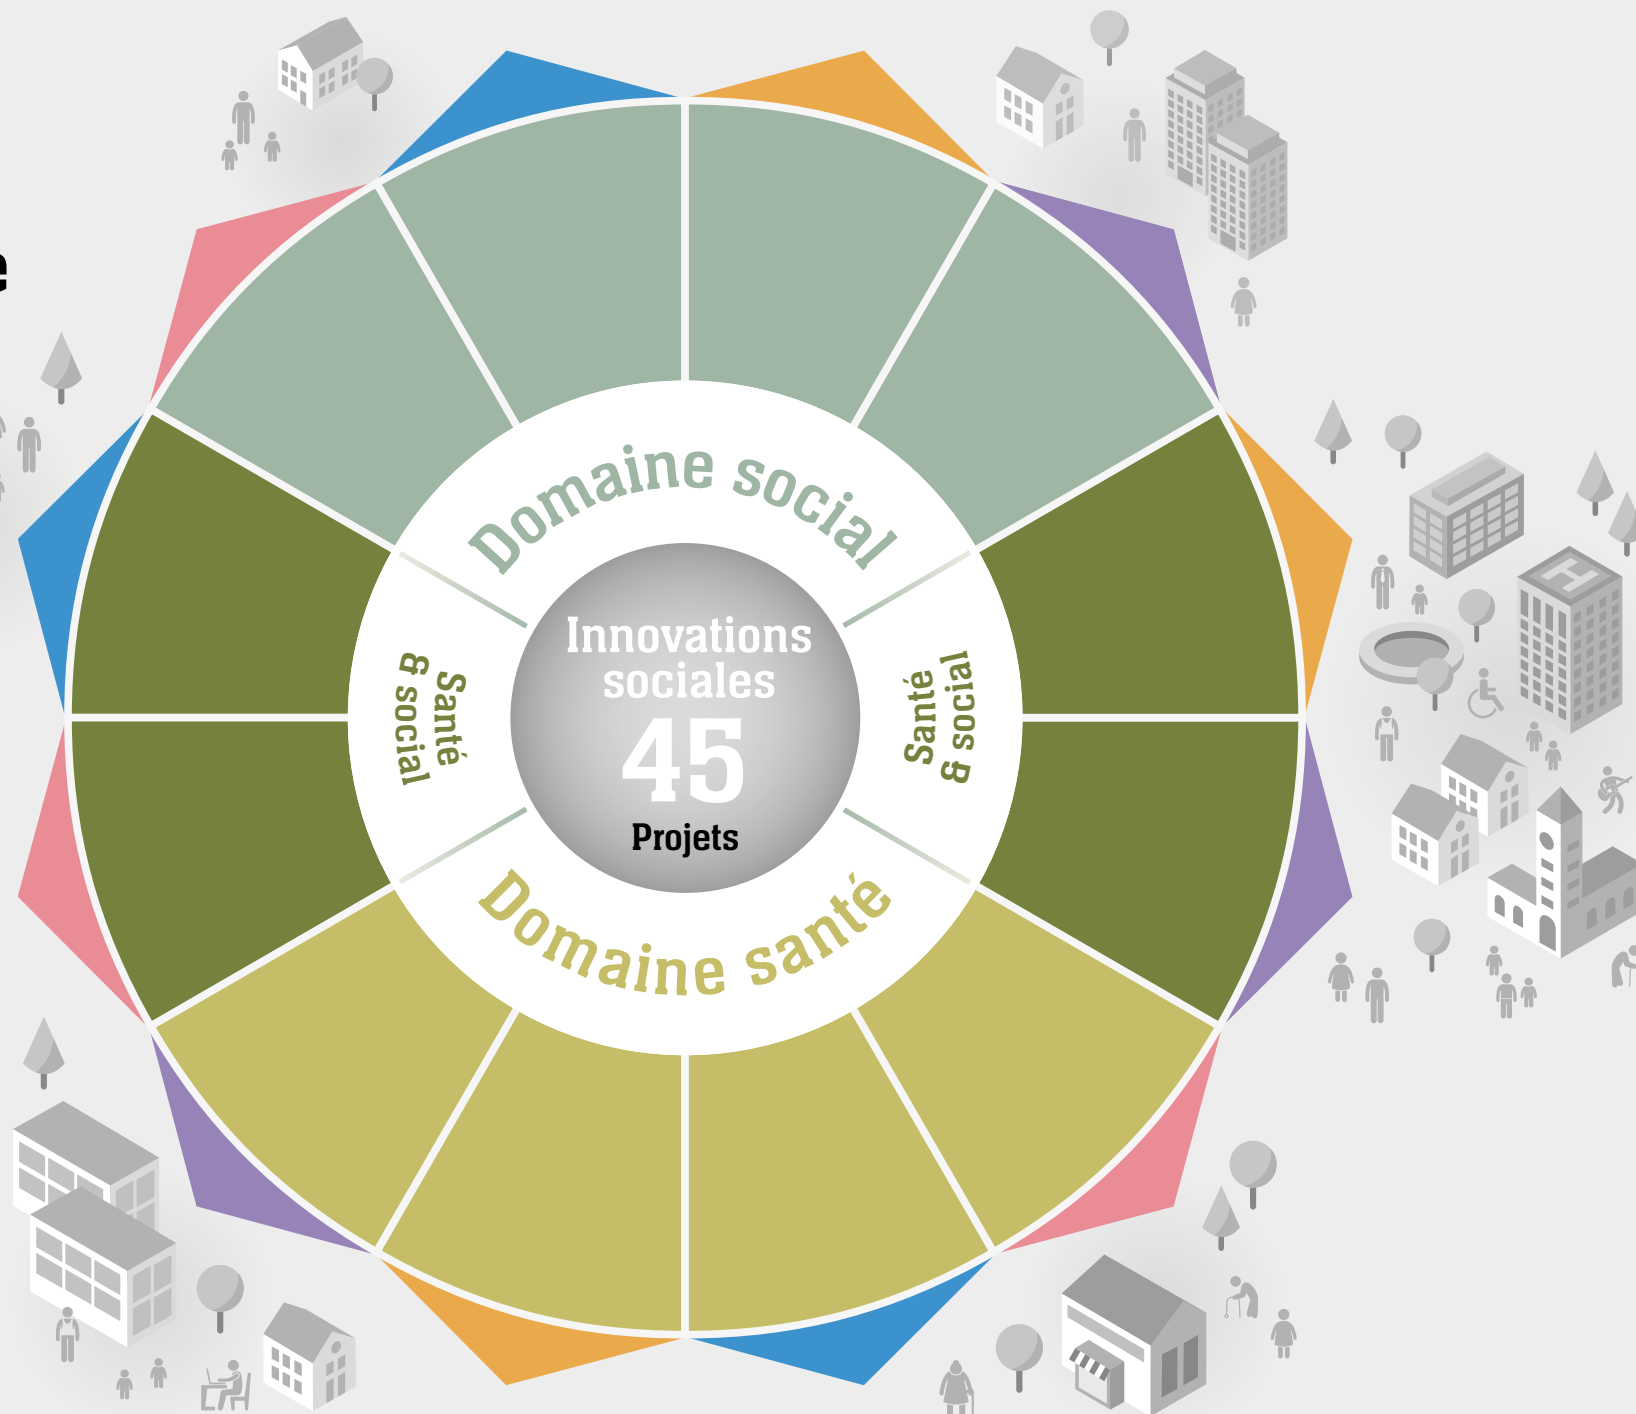 Domaine social
Innovations
sociales
45
Projets
Santé
& social
Santé
& social
Domaine santé